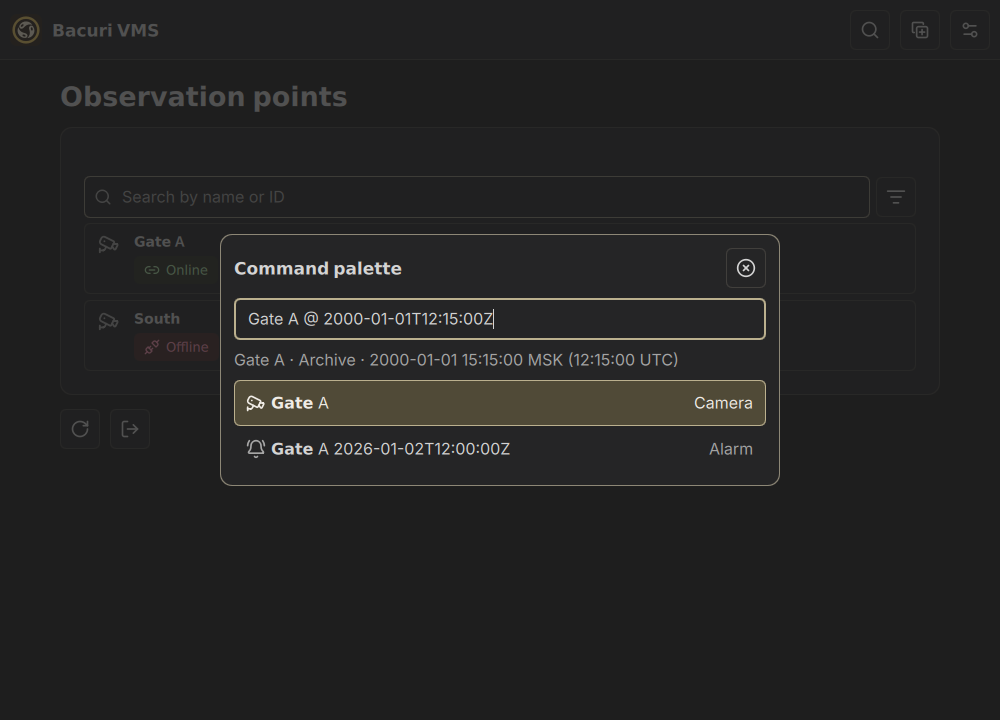 Bacuri VMS
Observation points
Search by name or ID
Gate A
Online
Command palette
Gate A @ 2000-01-01T12:15:00Z
South
Offline
Gate A · Archive · 2000-01-01 15:15:00 MSK (12:15:00 UTC)
Gate A Camera
Gate A 2026-01-02T12:00:00Z Alarm